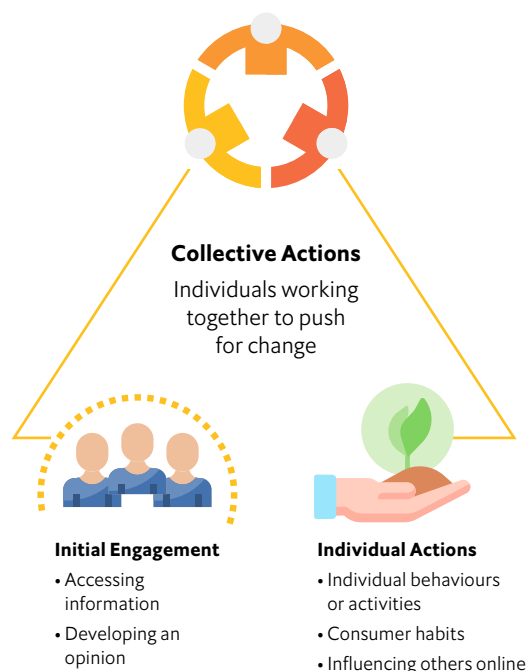 Collective Actions
Individuals working
together to push
for change
Initial Engagement
• Accessing
information
• Developing an
opinion
Individual Actions
• Individual behaviours
or activities
• Consumer habits
• Influencing others online